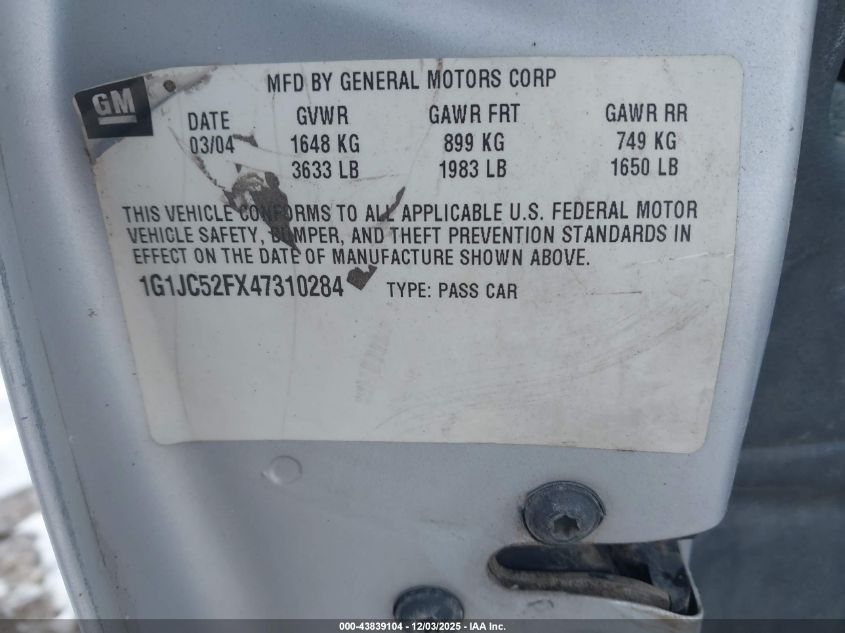 GM
MFD BY GENERAL MOTORS CORP
DATE GVWR GAWR FRT GAWR RR
03/04 1648 KG 899 KG 749 KG
3633 LB 1983 LB 1650 LB
THIS VEHICLE CONFORMS TO ALL APPLICABLE U.S. FEDERAL MOTOR
VEHICLE SAFETY, BUMPER, AND THEFT PREVENTION STANDARDS IN
EFFECT ON THE DATE OF MANUFACTURE SHOWN ABOVE.
1G1JC52FX47310284 TYPE: PASS CAR
000-43839104 - 12/03/2025 - IAA Inc.